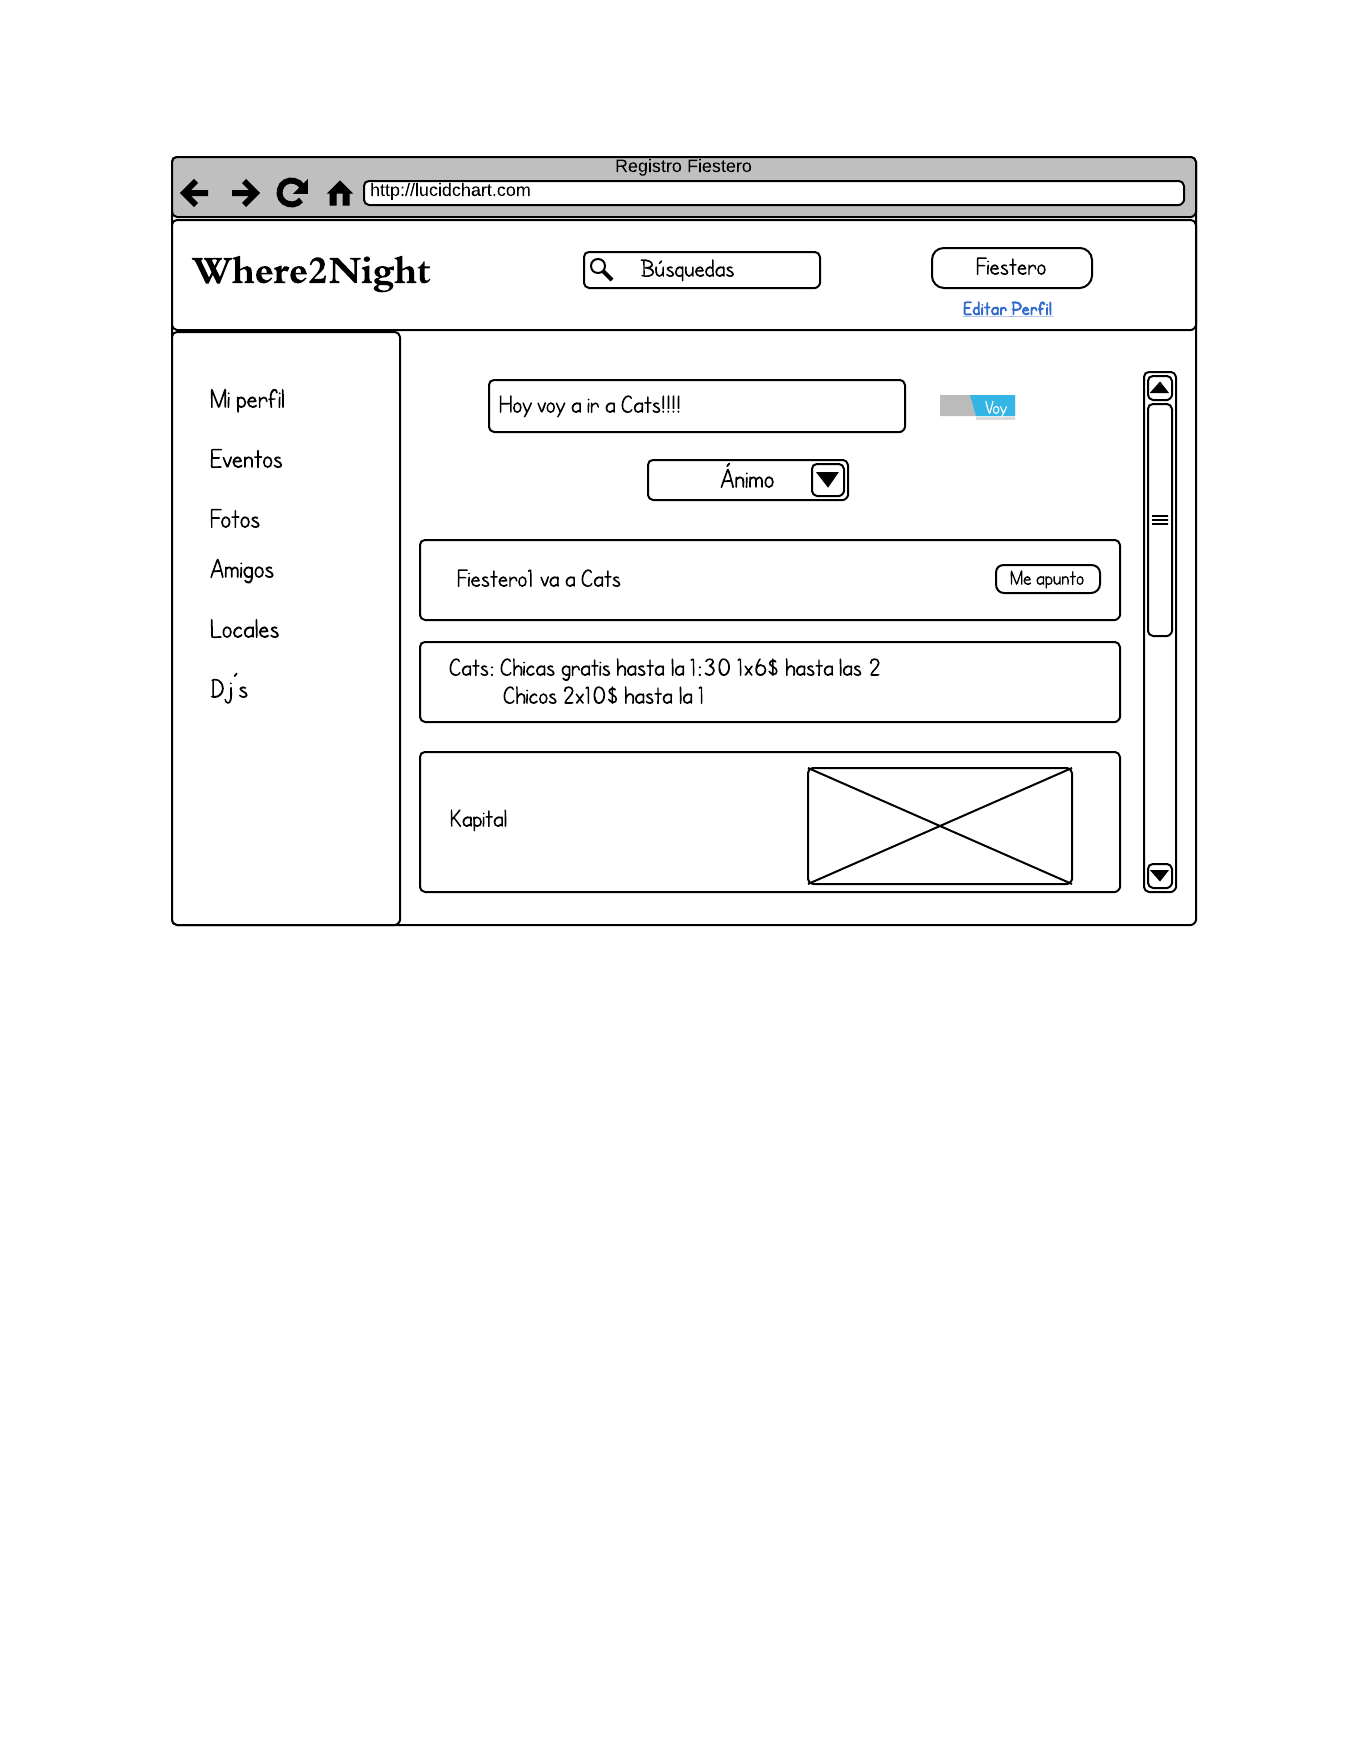 Registro Fiestero
http://lucidchart.com
Where2Night
Búsquedas
Fiestero
Editar Perfil
Mi perfil
Eventos
Fotos
Amigos
Locales
Dj´s
Hoy voy a ir a Cats!!!!
Voy
Ánimo
Fiestero1 va a Cats
Me apunto
Cats: Chicas gratis hasta la 1:30 1x6$ hasta las 2
Chicos 2x10$ hasta la 1
Kapital